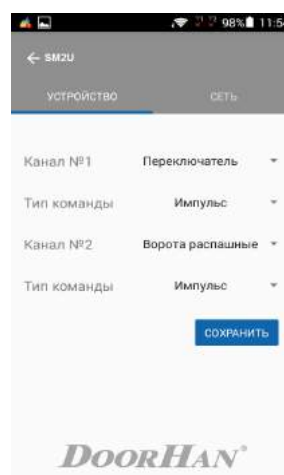 98% 11:54
← SM2U
УСТРОЙСТВО СЕТЬ
Канал №1 Переключатель
Тип команды Импульс
Канал №2 Ворота распашные
Тип команды Импульс
СОХРАНИТЬ
DOORHAN®